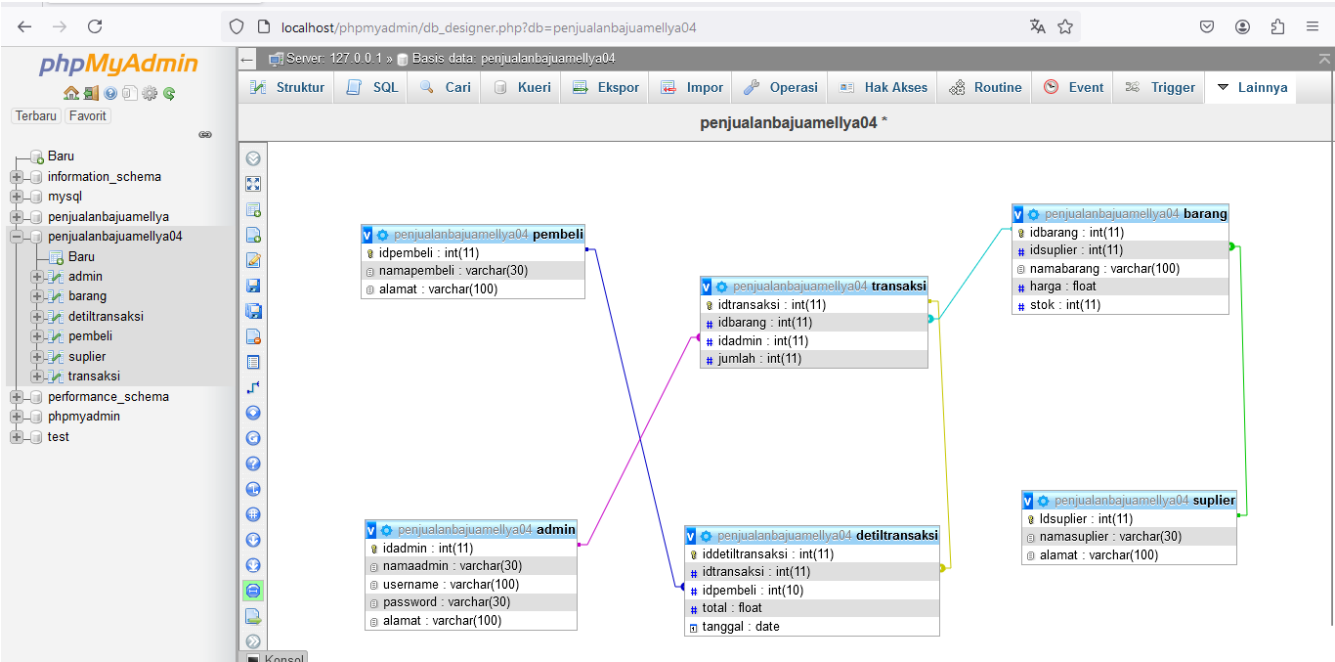 localhost/phpmyadmin/db_designer.php?db=penjualanbajuamellya04
phpMyAdmin
Terbaru Favorit
Baru
information_schema
mysql
penjualanbajuamellya
penjualanbajuamellya04
Baru
admin
barang
detiltransaksi
pembeli
suplier
transaksi
performance_schema
phpmyadmin
test
Server: 127.0.0.1 » Basis data: penjualanbajuamellya04
Struktur SQL Cari Kueri Ekspor Impor Operasi Hak Akses Routine Event Trigger Lainnya
penjualanbajuamellya04 *
v penjualanbajuamellya04 pembeli
idpembeli : int(11)
namapembeli : varchar(30)
alamat : varchar(100)
v penjualanbajuamellya04 transaksi
idtransaksi : int(11)
# idbarang : int(11)
# idadmin : int(11)
# jumlah : int(11)
v penjualanbajuamellya04 barang
idbarang : int(11)
# idsuplier : int(11)
namabarang : varchar(100)
# harga : float
# stok : int(11)
v penjualanbajuamellya04 admin
idadmin : int(11)
namaadmin : varchar(30)
username : varchar(100)
password : varchar(30)
alamat : varchar(100)
v penjualanbajuamellya04 detiltransaksi
iddetiltransaksi : int(11)
# idtransaksi : int(11)
# idpembeli : int(10)
# total : float
tanggal : date
v penjualanbajuamellya04 suplier
Idsuplier : int(11)
namasuplier : varchar(30)
alamat : varchar(100)
Konsol